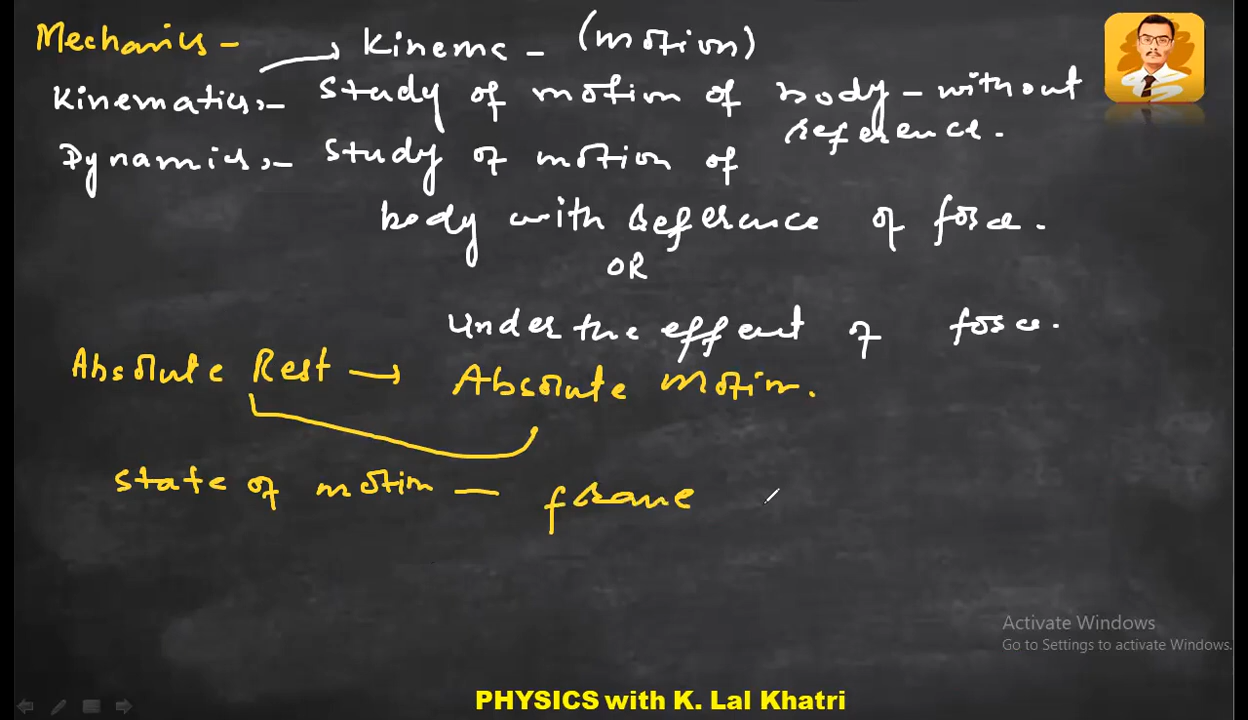 Mechanics -
Kinema - (motion)
Kinematics :- study of motion of body - without
reference.
Dynamics :- study of motion of
body with reference of force.
OR
under the effect of force.
Absolute Rest → Absolute motion.
state of motion — frame
Activate Windows
Go to Settings to activate Windows.
PHYSICS with K. Lal Khatri